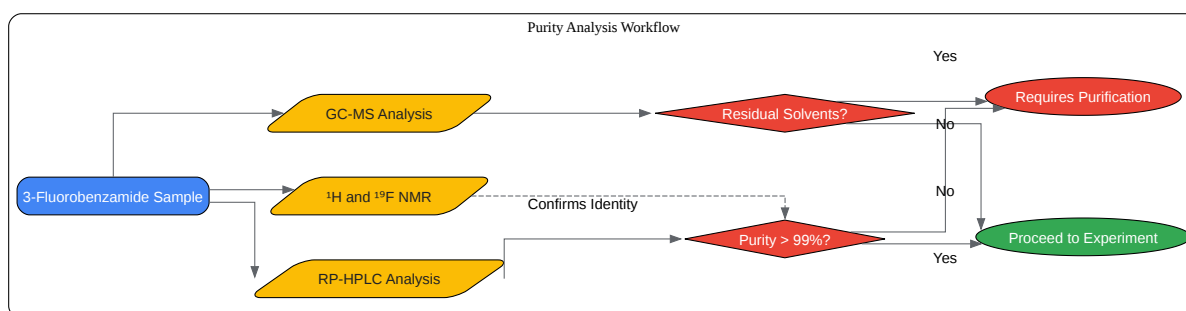 Purity Analysis Workflow
Yes
Requires Purification
GC-MS Analysis
Residual Solvents?
No
3-Fluorobenzamide Sample
¹H and ¹⁹F NMR
Confirms Identity
No
Purity > 99%?
Proceed to Experiment
Yes
RP-HPLC Analysis